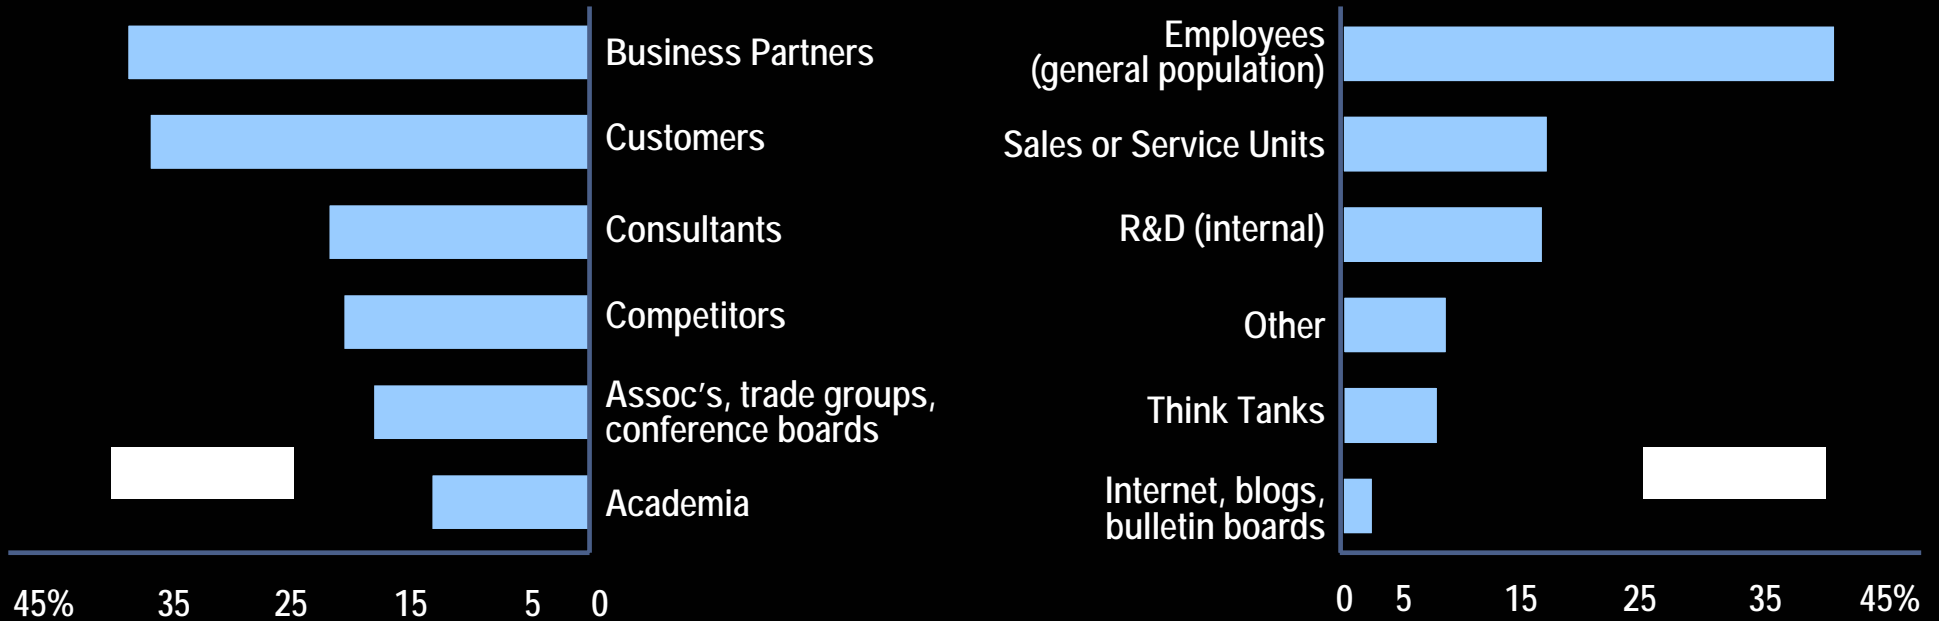 Business Partners
Customers
Consultants
Competitors
Assoc’s, trade groups,
conference boards
Academia
45% 35 25 15 5 0
Employees
(general population)
Sales or Service Units
R&D (internal)
Other
Think Tanks
Internet, blogs,
bulletin boards
0 5 15 25 35 45%